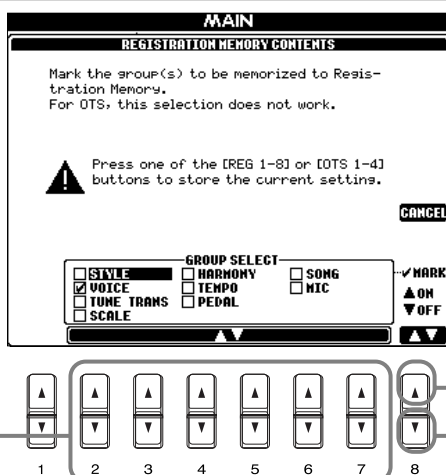 MAIN
REGISTRATION MEMORY CONTENTS
Mark the group(s) to be memorized to Regis-
tration Memory.
For OTS, this selection does not work.
Press one of the [REG 1-8] or [OTS 1-4]
buttons to store the current setting.
CANCEL
GROUP SELECT
STYLE HARMONY SONG MARK
VOICE TEMPO MIC
TUNE TRANS PEDAL ▲ON
SCALE ▼OFF
1 2 3 4 5 6 7 8